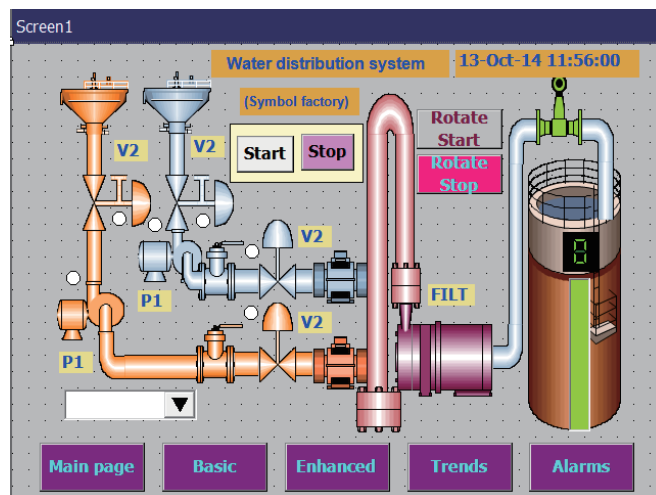 Screen1
Water distribution system
13-Oct-14 11:56:00
(Symbol factory)
Rotate
Start
V2
V2
Start
Stop
Rotate
Stop
V2
P1
FILT
V2
P1
0
Main page
Basic
Enhanced
Trends
Alarms